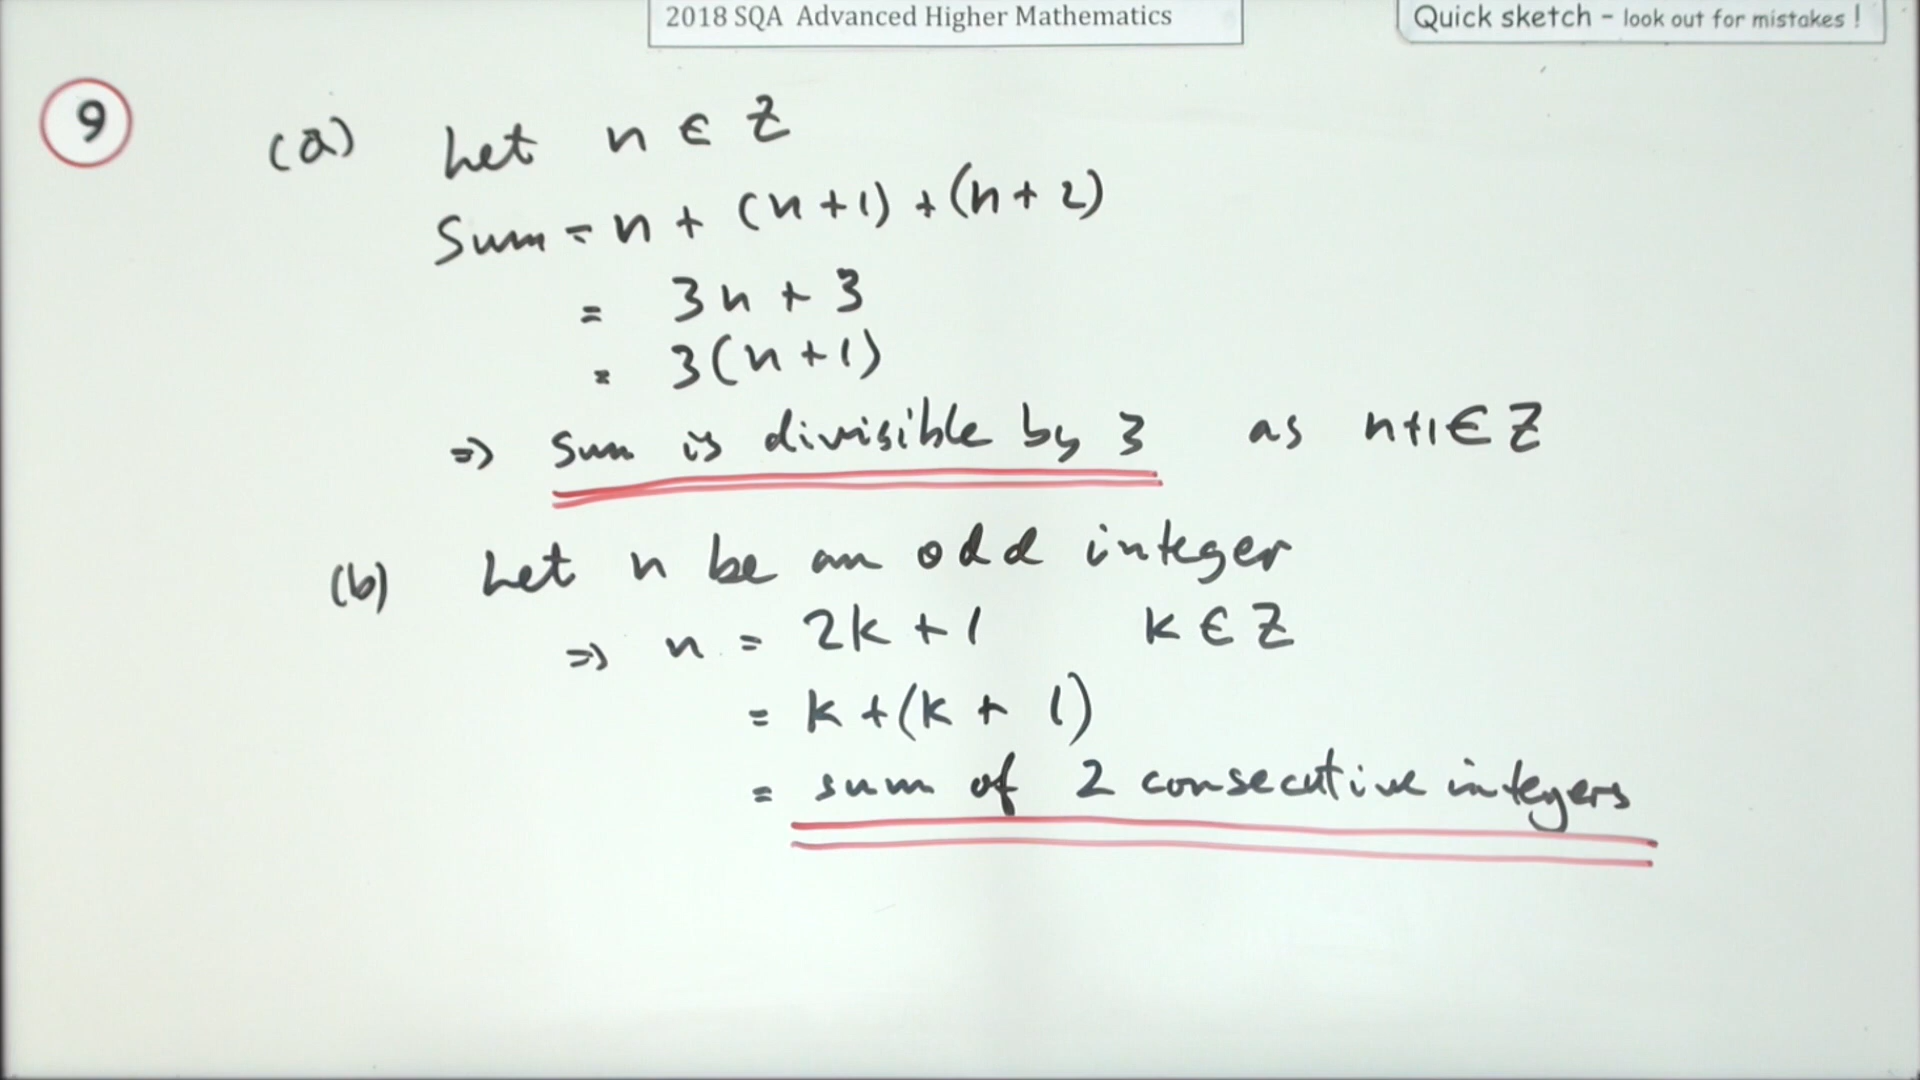 2018 SQA Advanced Higher Mathematics
Quick sketch - look out for mistakes !
9
(a) Let n ∈ Z
Sum = n + (n+1) + (n+2)
= 3n + 3
= 3(n+1)
⇒ Sum is divisible by 3 as n+1 ∈ Z
(b) Let n be an odd integer
⇒ n = 2k + 1 k ∈ Z
= k + (k + 1)
= sum of 2 consecutive integers